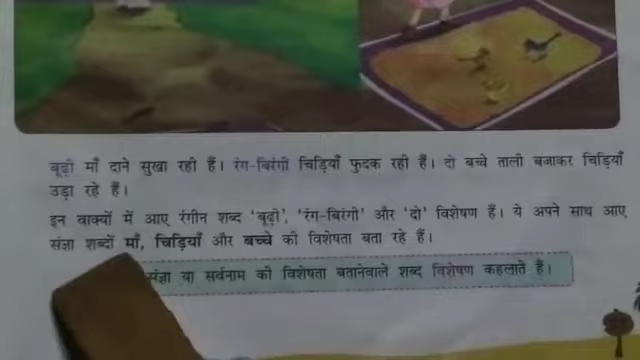 बूढ़ी माँ दाने सुखा रही हैं। रंग-बिरंगी चिड़ियाँ फुदक रही हैं। दो बच्चे ताली बजाकर चिड़ियाँ
उड़ा रहे हैं।
इन वाक्यों में आए रंगीन शब्द 'बूढ़ी', 'रंग-बिरंगी' और 'दो' विशेषण हैं। ये अपने साथ आए
संज्ञा शब्दों माँ, चिड़ियाँ और बच्चे की विशेषता बता रहे हैं।
संज्ञा या सर्वनाम की विशेषता बतानेवाले शब्द विशेषण कहलाते हैं।